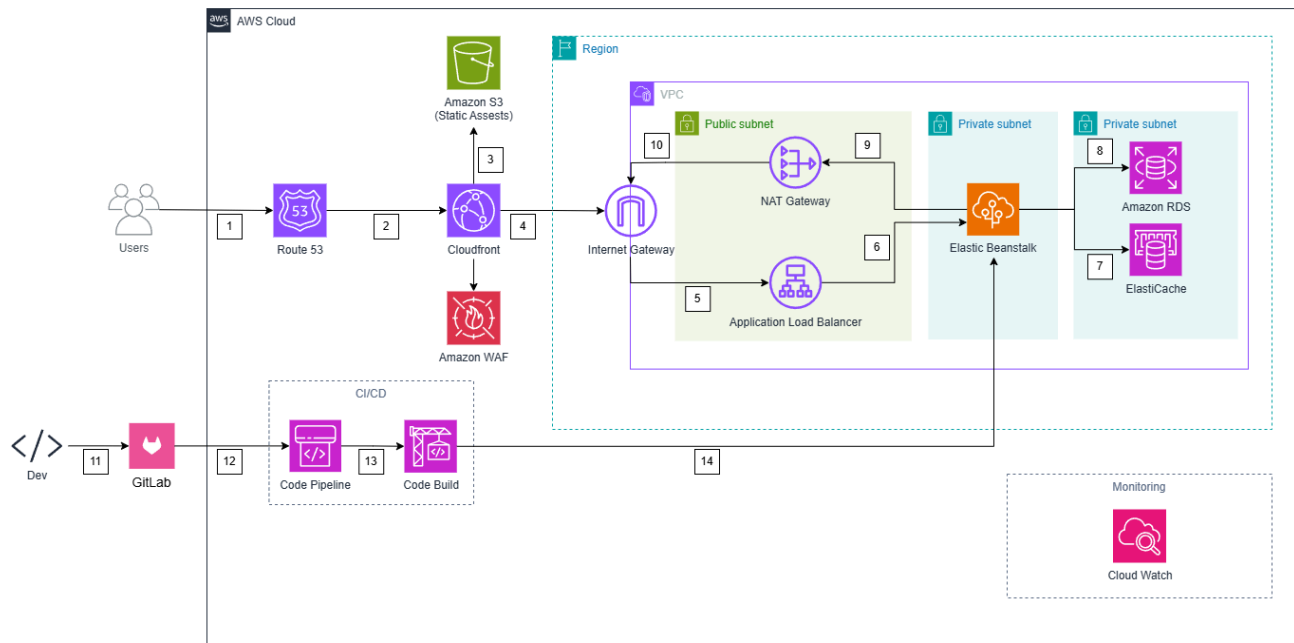 aws
AWS Cloud
Region
Amazon S3
(Static Assests)
VPC
Public subnet
Private subnet
Private subnet
10
9
8
3
NAT Gateway
Amazon RDS
53
1
2
4
Users
Route 53
Cloudfront
Internet Gateway
6
Elastic Beanstalk
7
5
ElastiCache
Application Load Balancer
Amazon WAF
CI/CD
11
12
13
14
Dev
GitLab
Code Pipeline
Code Build
Monitoring
Cloud Watch